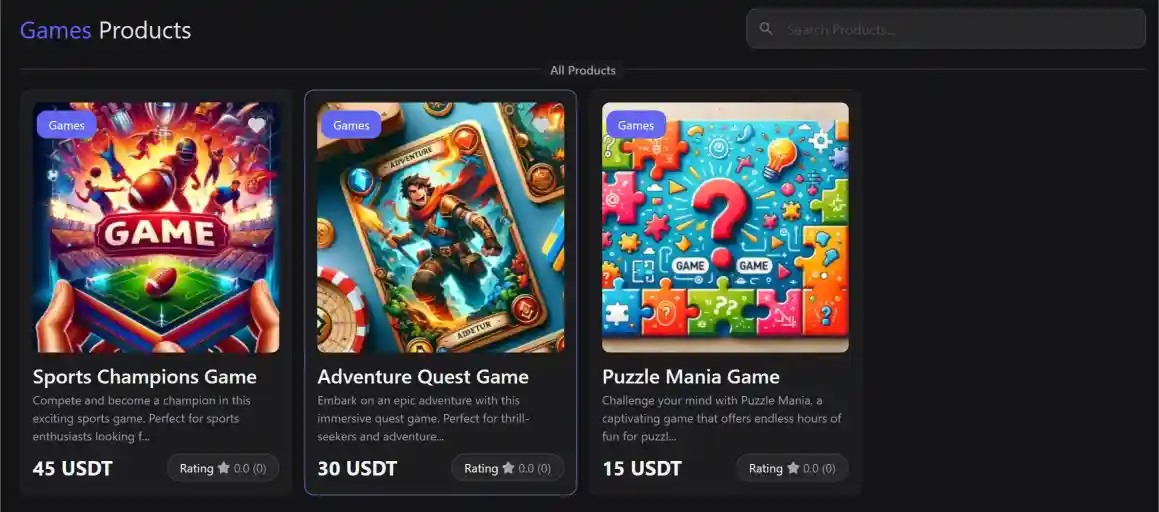 Games Products
Search Products...
All Products
Games
GAME
Sports Champions Game
Compete and become a champion in this
exciting sports game. Perfect for sports
enthusiasts looking f...
45 USDT
Rating 0.0 (0)
Games
ADVENTURE
Adventure Quest Game
Embark on an epic adventure with this
immersive quest game. Perfect for thrill-
seekers and adventure...
30 USDT
Rating 0.0 (0)
Games
?
GAME GAME
Puzzle Mania Game
Challenge your mind with Puzzle Mania, a
captivating game that offers endless hours of
fun for puzzl...
15 USDT
Rating 0.0 (0)